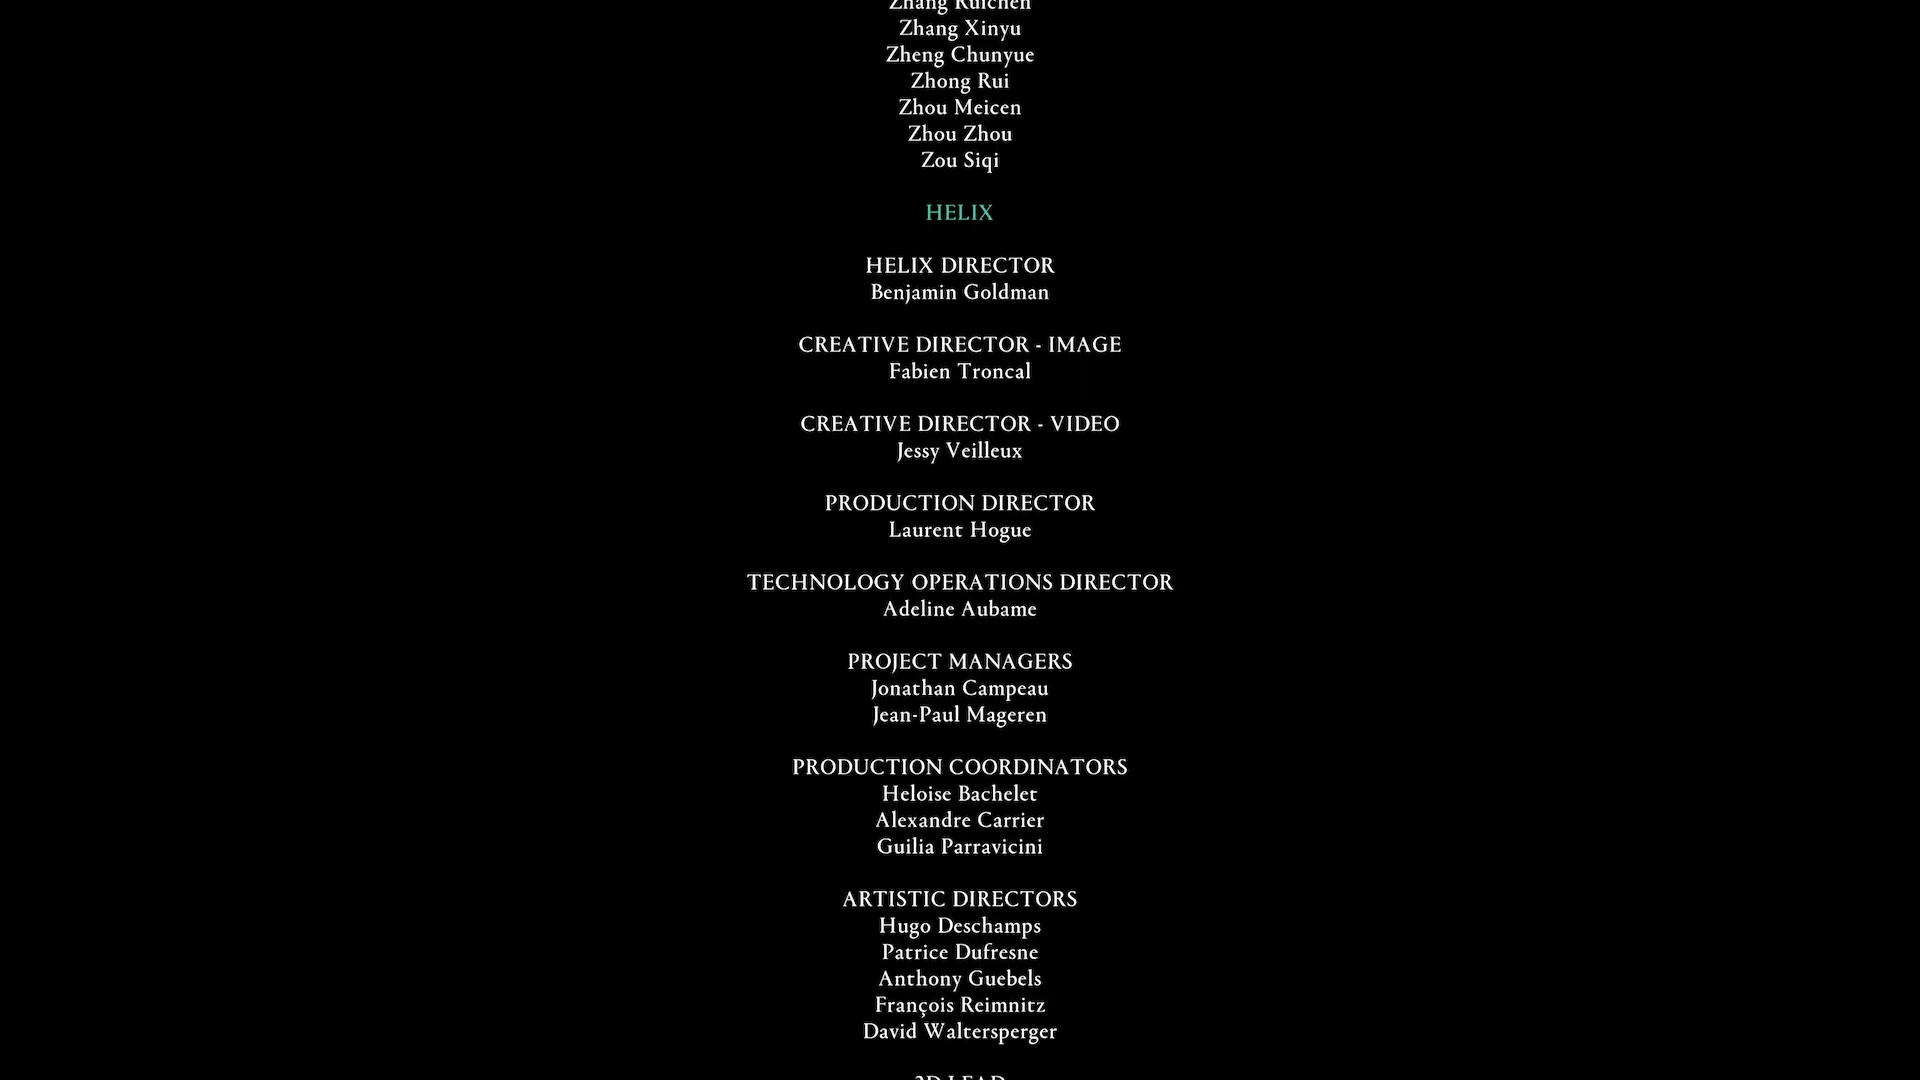 Zhang Ruichen
Zhang Xinyu
Zheng Chunyue
Zhong Rui
Zhou Meicen
Zhou Zhou
Zou Siqi
HELIX
HELIX DIRECTOR
Benjamin Goldman
CREATIVE DIRECTOR - IMAGE
Fabien Troncal
CREATIVE DIRECTOR - VIDEO
Jessy Veilleux
PRODUCTION DIRECTOR
Laurent Hogue
TECHNOLOGY OPERATIONS DIRECTOR
Adeline Aubame
PROJECT MANAGERS
Jonathan Campeau
Jean-Paul Mageren
PRODUCTION COORDINATORS
Heloise Bachelet
Alexandre Carrier
Guilia Parravicini
ARTISTIC DIRECTORS
Hugo Deschamps
Patrice Dufresne
Anthony Guebels
François Reimnitz
David Waltersperger
LEAD